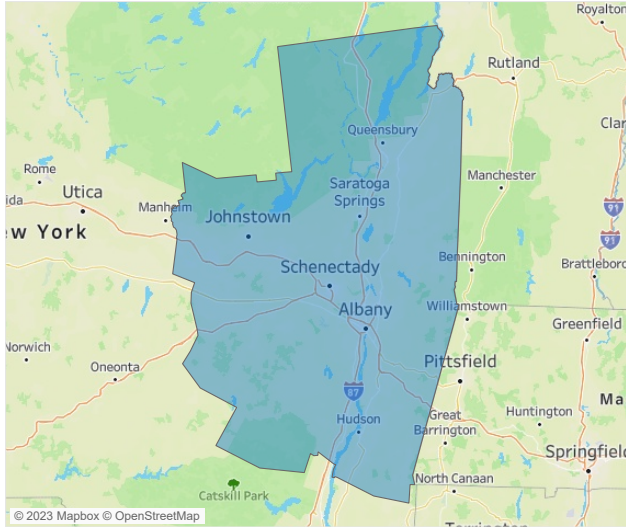 Royalton
Rutland
Queensbury
Clar
Rome
Manchester
ida
Utica
Saratoga
Springs
Manheim
Johnstown
91
ew York
91
Bennington
Brattlebor
Schenectady
Albany
Williamstown
Greenfield
Norwich
Oneonta
Pittsfield
87
Ma
Hudson
Great
Barrington
Huntington
Springfield
North Canaan
Catskill Park
© 2023 Mapbox © OpenStreetMap